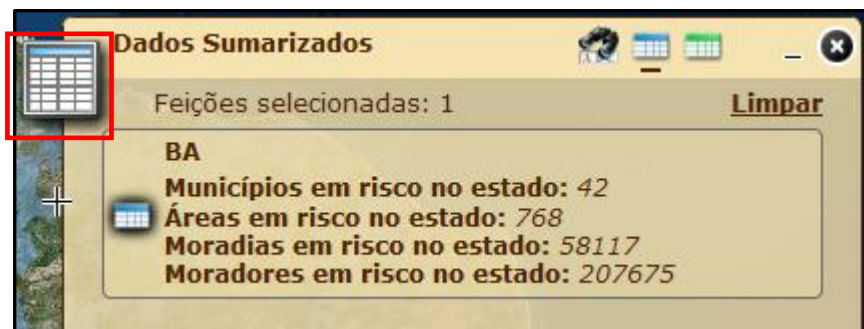 Dados Sumarizados
Feições selecionadas: 1 Limpar
BA
Municípios em risco no estado: 42
Áreas em risco no estado: 768
Moradias em risco no estado: 58117
Moradores em risco no estado: 207675